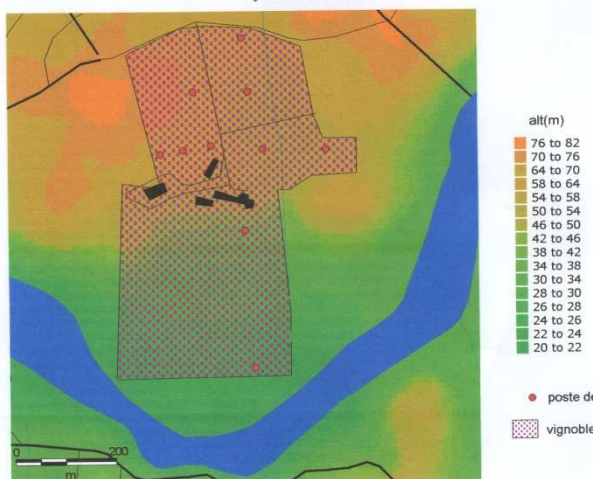 alt(m)
76 to 82
70 to 76
64 to 70
58 to 64
54 to 58
50 to 54
46 to 50
42 to 46
38 to 42
34 to 38
30 to 34
28 to 30
26 to 28
24 to 26
22 to 24
20 to 22
poste de
vignoble
0 200
m